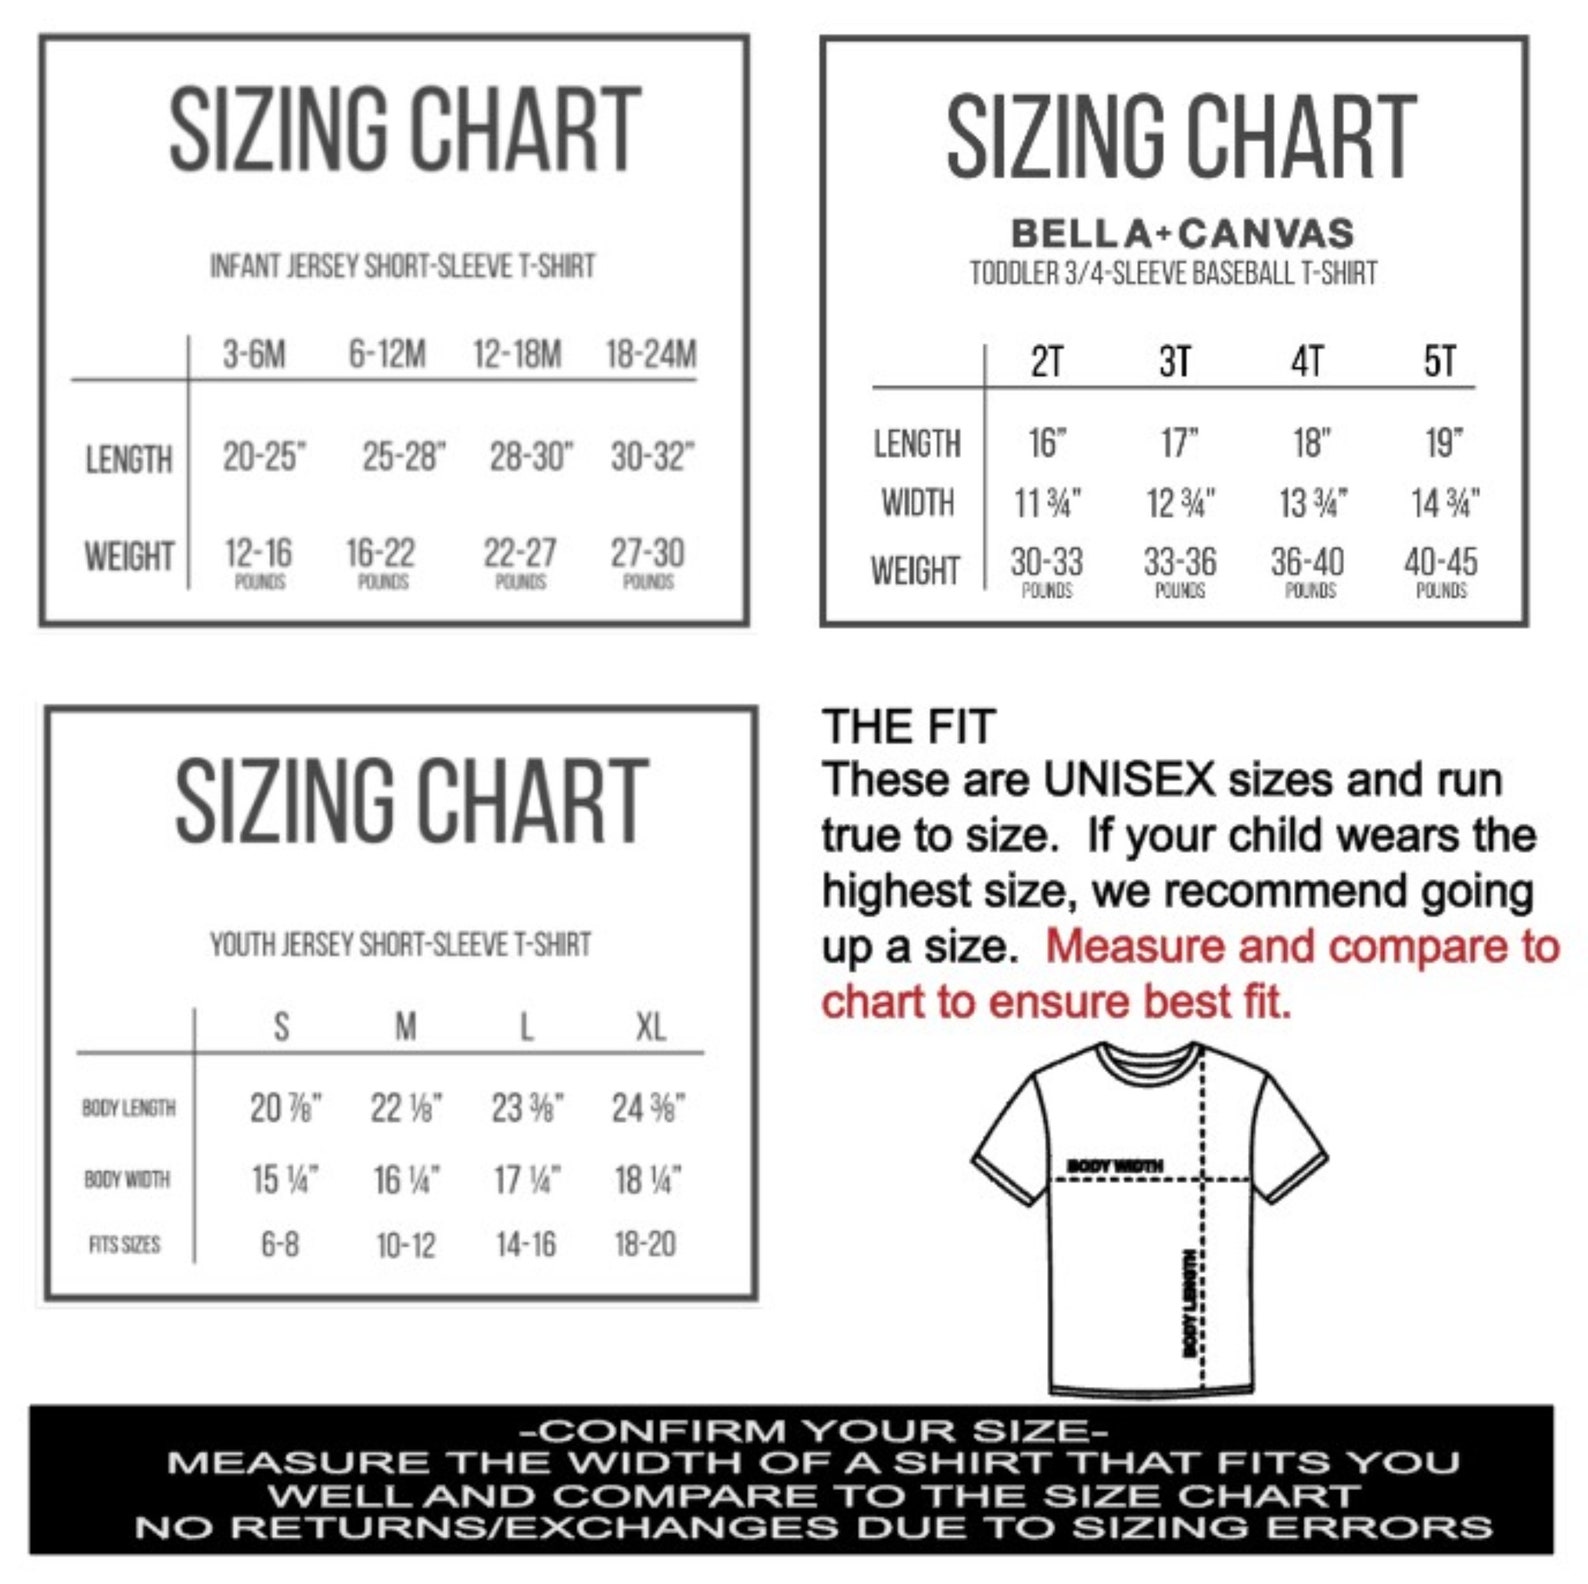 SIZING CHART
INFANT JERSEY SHORT-SLEEVE T-SHIRT
3-6M 6-12M 12-18M 18-24M
LENGTH 20-25" 25-28" 28-30" 30-32"
WEIGHT 12-16 16-22 22-27 27-30
POUNDS POUNDS POUNDS POUNDS
SIZING CHART
BELLA+CANVAS
TODDLER 3/4-SLEEVE BASEBALL T-SHIRT
2T 3T 4T 5T
LENGTH 16" 17" 18" 19"
WIDTH 11 ¾" 12 ¾" 13 ¾" 14 ¾"
WEIGHT 30-33 33-36 36-40 40-45
POUNDS POUNDS POUNDS POUNDS
SIZING CHART
YOUTH JERSEY SHORT-SLEEVE T-SHIRT
S M L XL
BODY LENGTH 20 ⅞" 22 ⅛" 23 ⅜" 24 ⅜"
BODY WIDTH 15 ¼" 16 ¼" 17 ¼" 18 ¼"
FITS SIZES 6-8 10-12 14-16 18-20
THE FIT
These are UNISEX sizes and run
true to size. If your child wears the
highest size, we recommend going
up a size. Measure and compare to
chart to ensure best fit.
BODY WIDTH
BODY LENGTH
-CONFIRM YOUR SIZE-
MEASURE THE WIDTH OF A SHIRT THAT FITS YOU
WELL AND COMPARE TO THE SIZE CHART
NO RETURNS/EXCHANGES DUE TO SIZING ERRORS